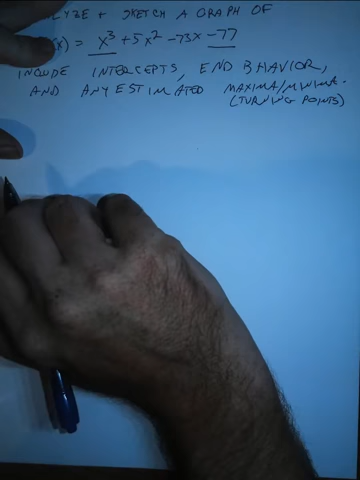 LYZE + SKETCH A GRAPH OF
(x) = x³ + 5x² - 73x - 77
INCLUDE INTERCEPTS, END BEHAVIOR,
AND ANY ESTIMATED MAXIMA/MINIMA.
(TURNING POINTS)